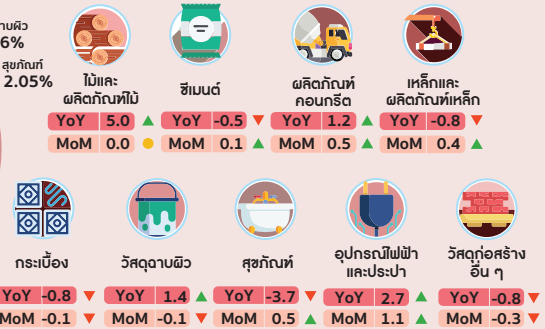 6%
สุขภัณฑ์
2.05%
ไม้และ
ผลิตภัณฑ์ไม้
YoY 5.0
MoM 0.0
ซีเมนต์
YoY -0.5
MoM 0.1
ผลิตภัณฑ์
คอนกรีต
YoY 1.2
MoM 0.5
เหล็กและ
ผลิตภัณฑ์เหล็ก
YoY -0.8
MoM 0.4
กระเบื้อง
YoY -0.8
MoM -0.1
วัสดุฉาบผิว
YoY 1.4
MoM -0.1
สุขภัณฑ์
YoY -3.7
MoM 0.5
อุปกรณ์ไฟฟ้า
และประปา
YoY 2.7
MoM 1.1
วัสดุก่อสร้าง
อื่น ๆ
YoY -0.8
MoM -0.3